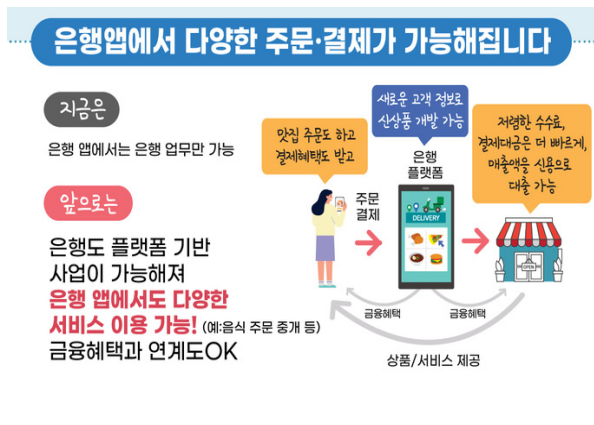 은행앱에서 다양한 주문·결제가 가능해집니다
지금은
은행 앱에서는 은행 업무만 가능
앞으로는
은행도 플랫폼 기반
사업이 가능해져
은행 앱에서도 다양한
서비스 이용 가능! (예:음식 주문 중개 등)
금융혜택과 연계도OK
맛집 주문도 하고
결제혜택도 받고
새로운 고객 정보로
신상품 개발 가능
저렴한 수수료,
결제대금은 더 빠르게,
매출액을 신용으로
대출 가능
은행
플랫폼
주문
결제
DELIVERY
OPEN
금융혜택
금융혜택
상품/서비스 제공